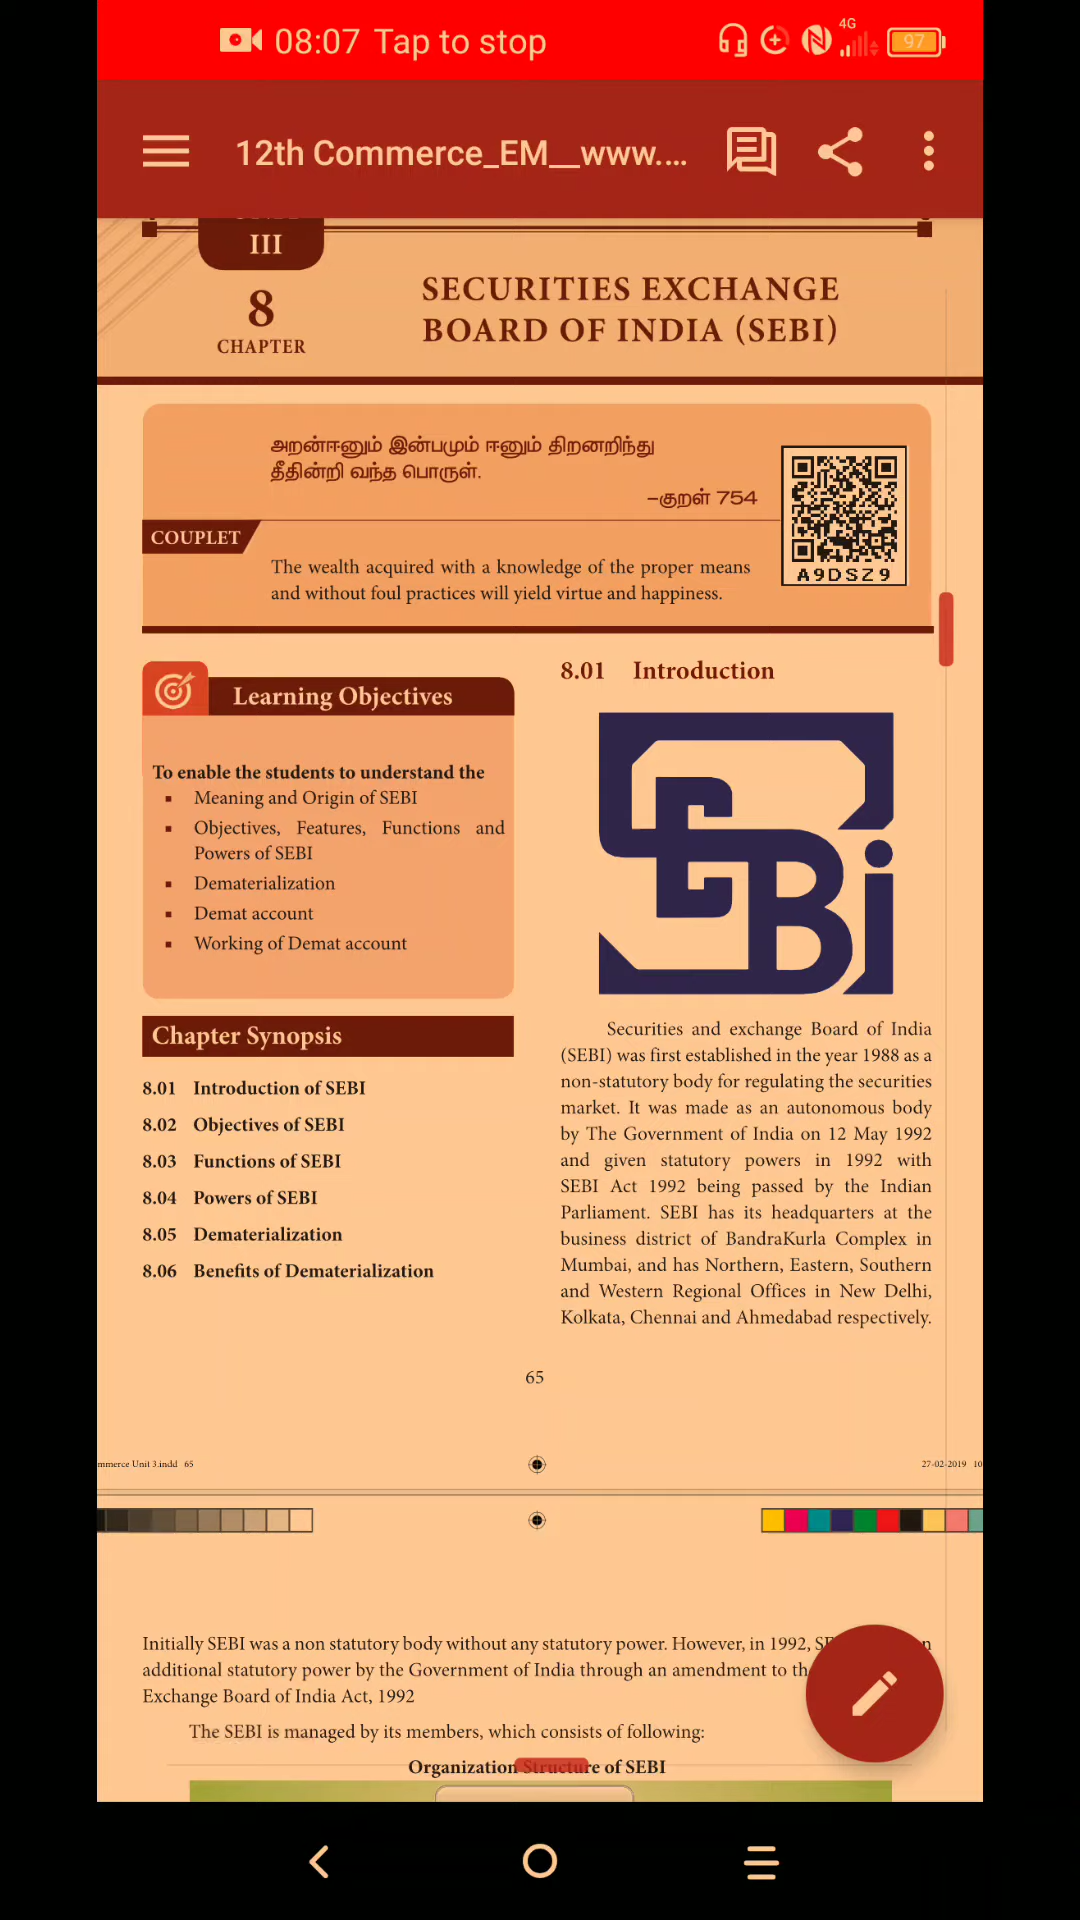 08:07 Tap to stop
4G
97
12th Commerce_EM__www....
III
8
CHAPTER
SECURITIES EXCHANGE
BOARD OF INDIA (SEBI)
அறன்ஈனும் இன்பமும் ஈனும் திறனறிந்து
தீதின்றி வந்த பொருள்.
–குறள் 754
COUPLET
The wealth acquired with a knowledge of the proper means
and without foul practices will yield virtue and happiness.
A9DSZ9
Learning Objectives
To enable the students to understand the
▪ Meaning and Origin of SEBI
▪ Objectives, Features, Functions and
Powers of SEBI
▪ Dematerialization
▪ Demat account
▪ Working of Demat account
Chapter Synopsis
8.01 Introduction of SEBI
8.02 Objectives of SEBI
8.03 Functions of SEBI
8.04 Powers of SEBI
8.05 Dematerialization
8.06 Benefits of Dematerialization
8.01 Introduction
SEBi
Securities and exchange Board of India
(SEBI) was first established in the year 1988 as a
non-statutory body for regulating the securities
market. It was made as an autonomous body
by The Government of India on 12 May 1992
and given statutory powers in 1992 with
SEBI Act 1992 being passed by the Indian
Parliament. SEBI has its headquarters at the
business district of BandraKurla Complex in
Mumbai, and has Northern, Eastern, Southern
and Western Regional Offices in New Delhi,
Kolkata, Chennai and Ahmedabad respectively.
65
mmerce Unit 3.indd 65
27-02-2019 10
Initially SEBI was a non statutory body without any statutory power. However, in 1992,
additional statutory power by the Government of India through an amendment to
Exchange Board of India Act, 1992
The SEBI is managed by its members, which consists of following:
Organization Structure of SEBI